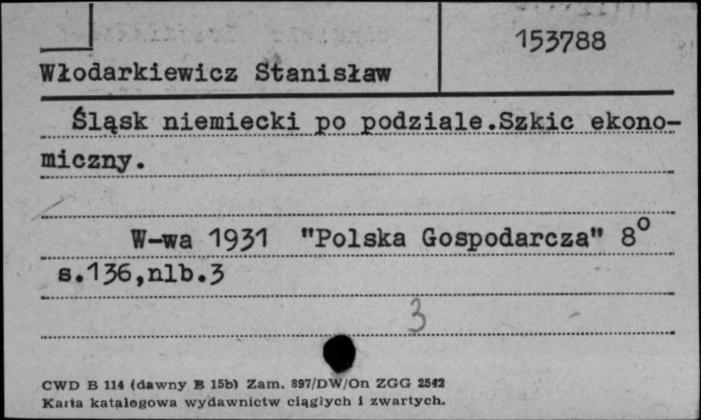 153788
Włodarkiewicz Stanisław
Śląsk niemiecki po podziale.Szkic ekono-
miczny.
W-wa 1931 "Polska Gospodarcza" 8°
s.136,nlb.3
3
CWD B 114 (dawny B 15b) Zam. 897/DW/On ZGG 2542
Karta katalogowa wydawnictw ciągłych i zwartych.